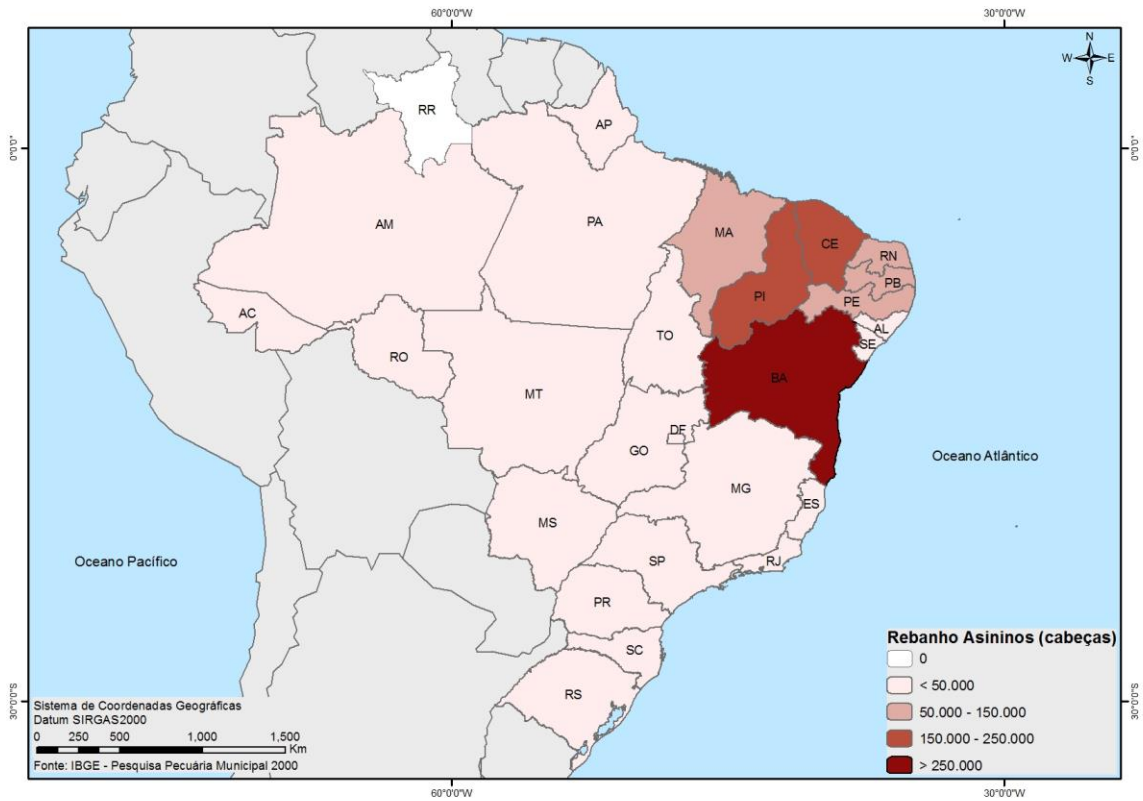 60°0'0"W
30°0'0"W
N
W E
S
RR
AP
0°0'0"
0°0'0"
AM
PA
MA
CE
RN
PB
PI
PE
AC
AL
TO
SE
RO
BA
MT
DF
GO
Oceano Atlântico
MG
ES
MS
Oceano Pacífico
SP
RJ
PR
SC
RS
Rebanho Asininos (cabeças)
0
< 50.000
50.000 - 150.000
150.000 - 250.000
> 250.000
30°0'0"S
30°0'0"S
Sistema de Coordenadas Geográficas
Datum SIRGAS2000
0 250 500 1,000 1,500
Km
Fonte: IBGE - Pesquisa Pecuária Municipal 2000
60°0'0"W
30°0'0"W